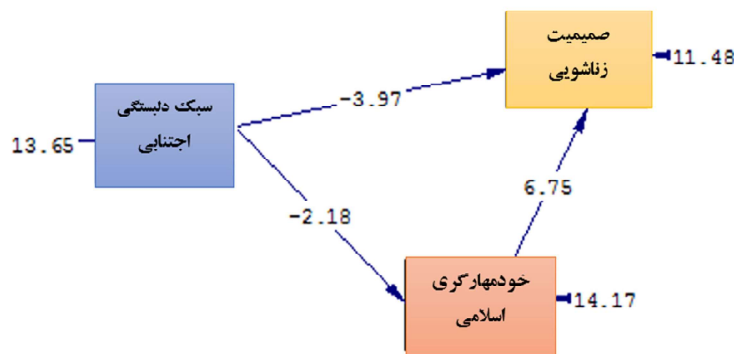 صمیمیت
زناشویی
11.48
-3.97
سبک دلبستگی
اجتنابی
13.65
6.75
-2.18
خودمهارگری
اسلامی
14.17